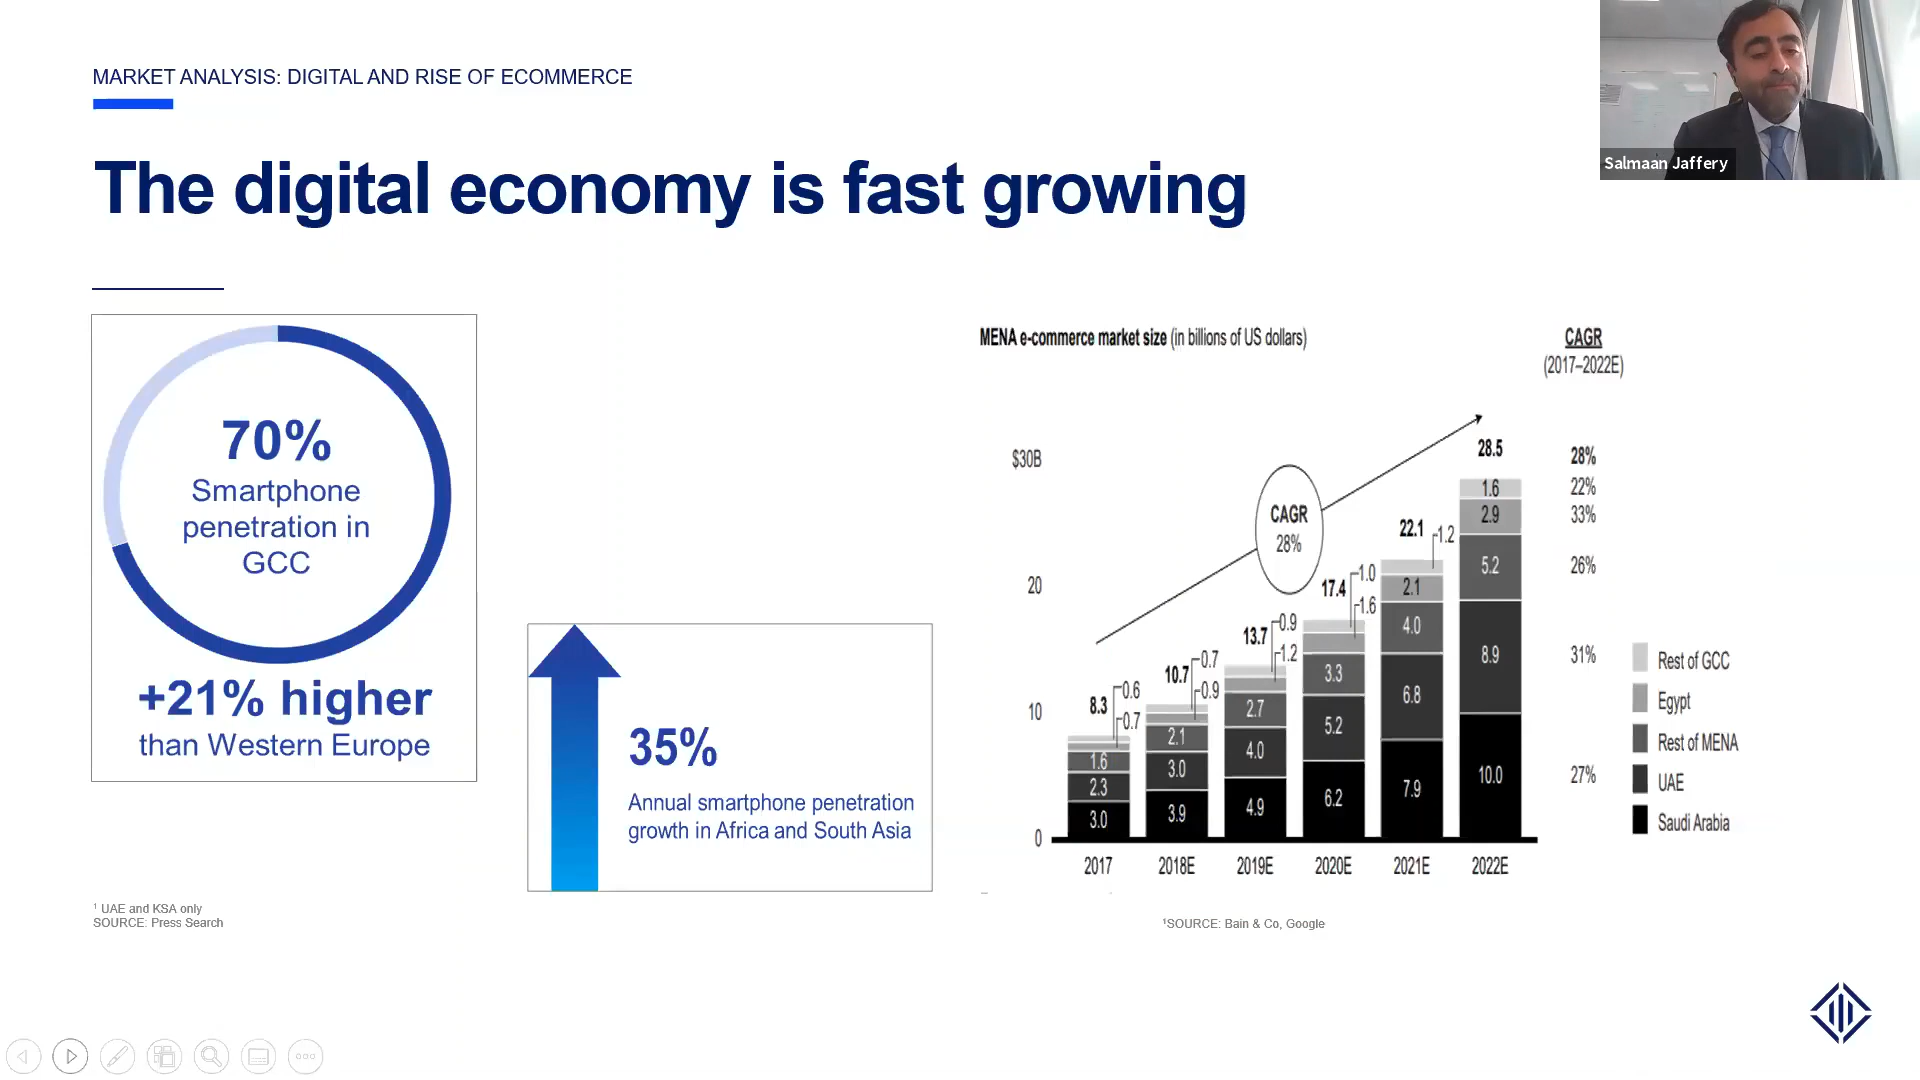 MARKET ANALYSIS: DIGITAL AND RISE OF ECOMMERCE
Salmaan Jaffery
The digital economy is fast growing
70%
Smartphone
penetration in
GCC
+21% higher
than Western Europe
35%
Annual smartphone penetration
growth in Africa and South Asia
MENA e-commerce market size (in billions of US dollars)
CAGR
(2017–2022E)
$30B
20
10
0
CAGR
28%
8.3
0.6
0.7
1.6
2.3
3.0
10.7
0.7
0.9
2.1
3.0
3.9
13.7
0.9
1.2
2.7
4.0
4.9
17.4
1.0
1.6
3.3
5.2
6.2
22.1
1.2
2.1
4.0
6.8
7.9
28.5
1.6
2.9
5.2
8.9
10.0
28%
22%
33%
26%
31%
27%
Rest of GCC
Egypt
Rest of MENA
UAE
Saudi Arabia
2017 2018E 2019E 2020E 2021E 2022E
¹ UAE and KSA only
SOURCE: Press Search
¹SOURCE: Bain & Co, Google